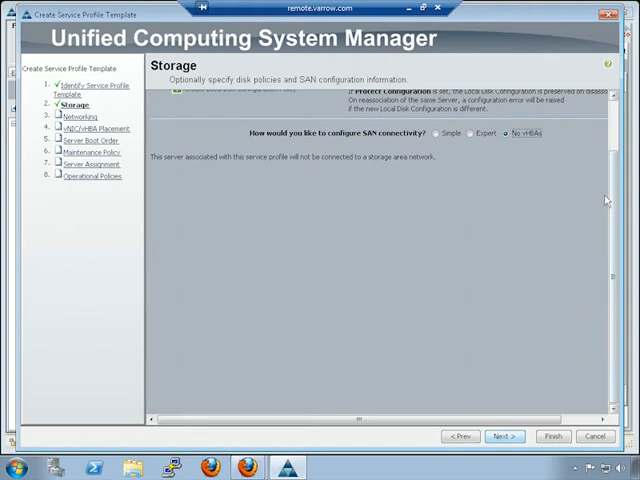 remote.varrow.com
Create Service Profile Template
Unified Computing System Manager
Create Service Profile Template
1. ✓Identify Service Profile
Template
2. ✓Storage
3. Networking
4. vNIC/vHBA Placement
5. Server Boot Order
6. Maintenance Policy
7. Server Assignment
8. Operational Policies
Storage
Optionally specify disk policies and SAN configuration information.
If Protect Configuration is set, the Local Disk Configuration is preserved on disasso
On reassociation of the same Server, a configuration error will be raised
if the new Local Disk Configuration is different.
How would you like to configure SAN connectivity? Simple Expert No vHBAs
This server associated with this service profile will not be connected to a storage area network.
< Prev Next > Finish Cancel